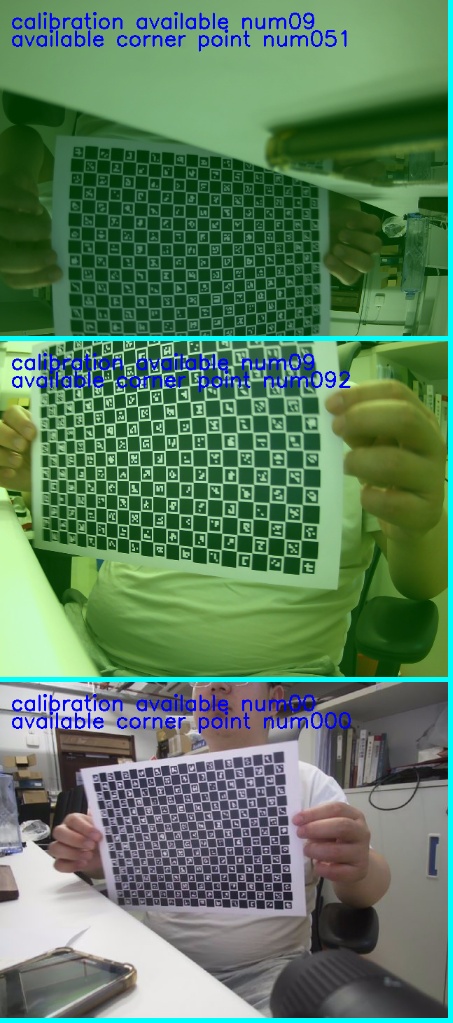 calibration available num09
available corner point num051
calibration available num09
available corner point num092
calibration available num00
available corner point num000